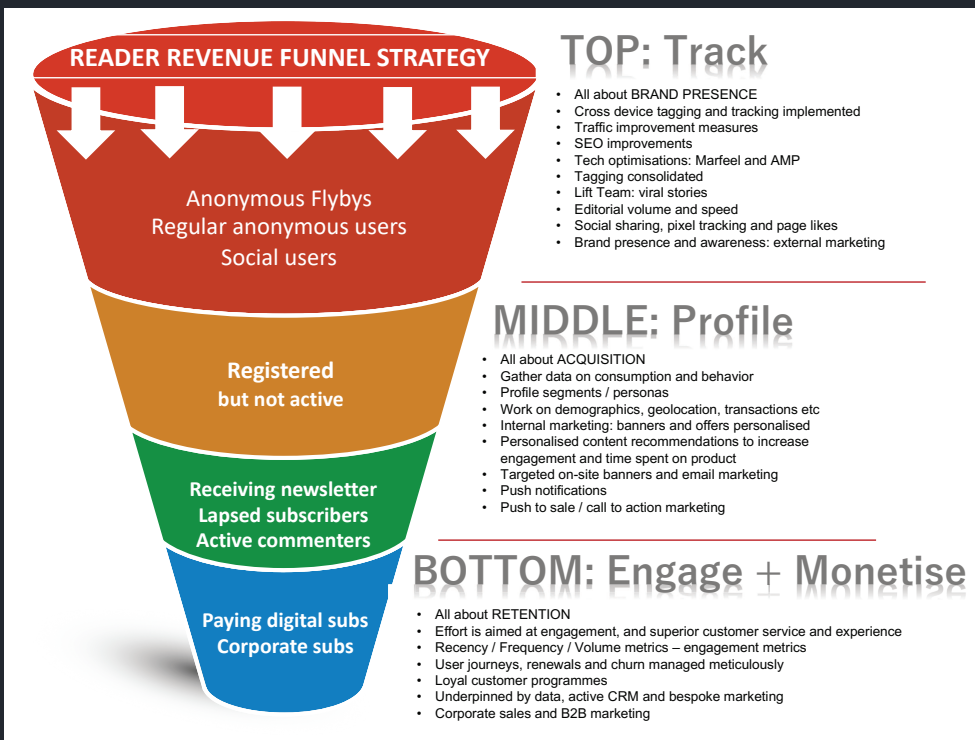 READER REVENUE FUNNEL STRATEGY
Anonymous Flybys
Regular anonymous users
Social users
Registered
but not active
Receiving newsletter
Lapsed subscribers
Active commenters
Paying digital subs
Corporate subs
TOP: Track
• All about BRAND PRESENCE
• Cross device tagging and tracking implemented
• Traffic improvement measures
• SEO improvements
• Tech optimisations: Marfeel and AMP
• Tagging consolidated
• Lift Team: viral stories
• Editorial volume and speed
• Social sharing, pixel tracking and page likes
• Brand presence and awareness: external marketing
MIDDLE: Profile
• All about ACQUISITION
• Gather data on consumption and behavior
• Profile segments / personas
• Work on demographics, geolocation, transactions etc
• Internal marketing: banners and offers personalised
• Personalised content recommendations to increase
engagement and time spent on product
• Targeted on-site banners and email marketing
• Push notifications
• Push to sale / call to action marketing
BOTTOM: Engage + Monetise
• All about RETENTION
• Effort is aimed at engagement, and superior customer service and experience
• Recency / Frequency / Volume metrics – engagement metrics
• User journeys, renewals and churn managed meticulously
• Loyal customer programmes
• Underpinned by data, active CRM and bespoke marketing
• Corporate sales and B2B marketing